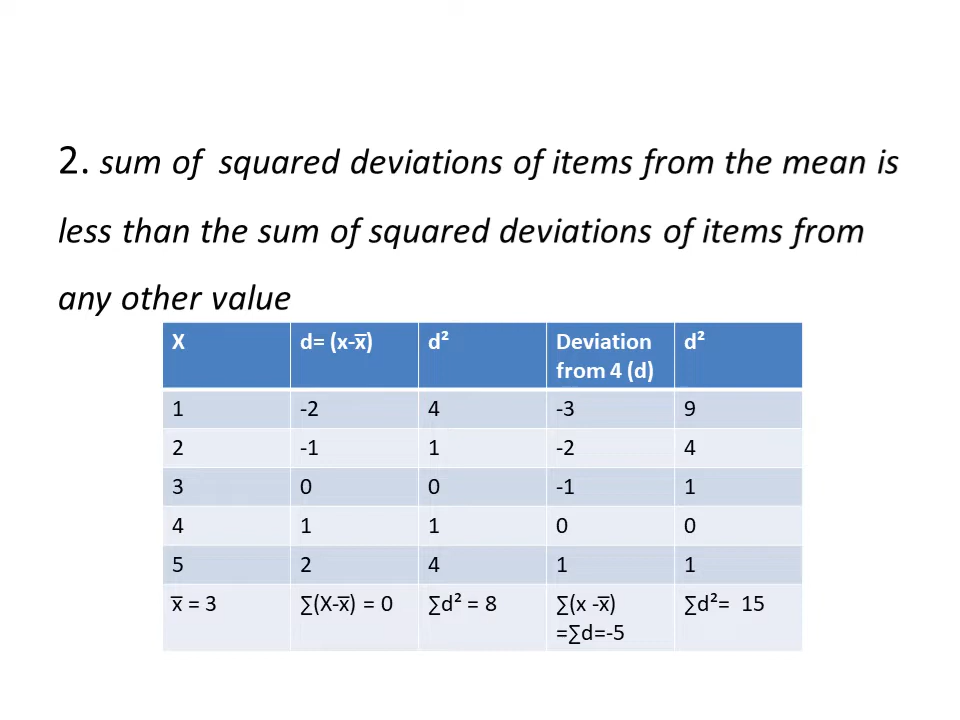 2. sum of squared deviations of items from the mean is
less than the sum of squared deviations of items from
any other value
X d= (x-x̅) d² Deviation from 4 (d) d²
1 -2 4 -3 9
2 -1 1 -2 4
3 0 0 -1 1
4 1 1 0 0
5 2 4 1 1
x̅ = 3 ∑(X-x̅) = 0 ∑d² = 8 ∑(x -x̅) =∑d=-5 ∑d²= 15